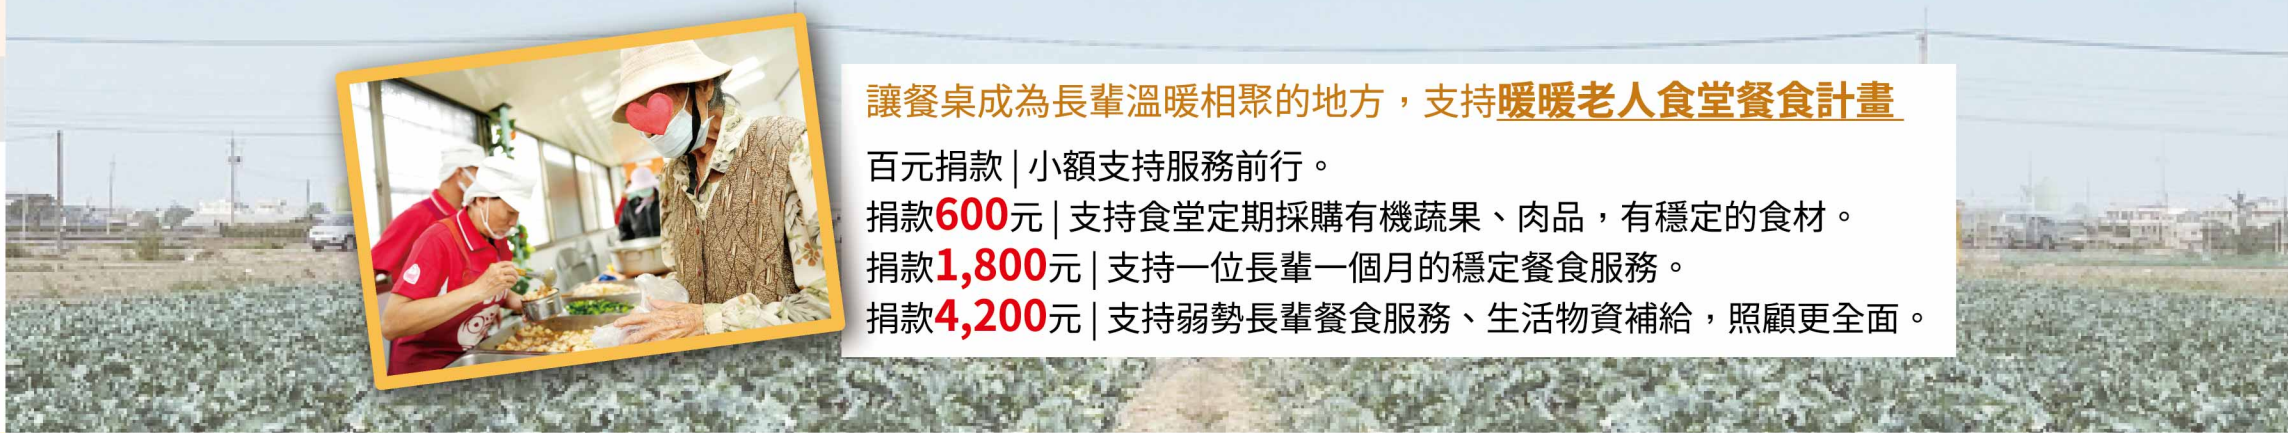 讓餐桌成為長輩溫暖相聚的地方，支持暖暖老人食堂餐食計畫
百元捐款 | 小額支持服務前行。
捐款600元 | 支持食堂定期採購有機蔬果、肉品，有穩定的食材。
捐款1,800元 | 支持一位長輩一個月的穩定餐食服務。
捐款4,200元 | 支持弱勢長輩餐食服務、生活物資補給，照顧更全面。